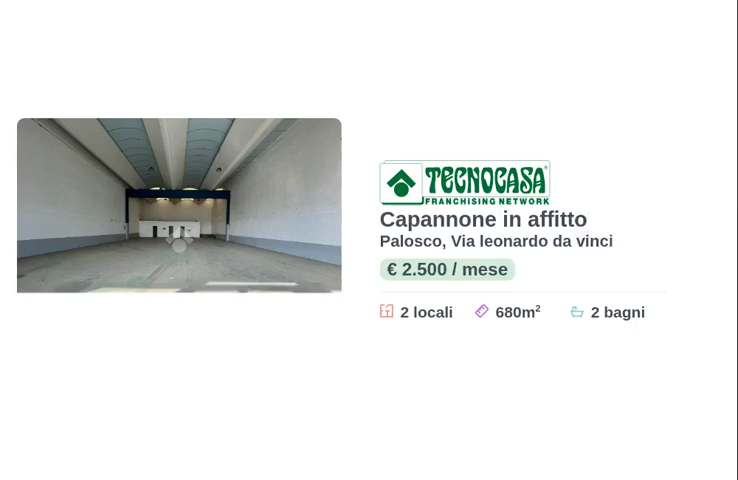 TECNOCASA
FRANCHISING NETWORK
Capannone in affitto
Palosco, Via leonardo da vinci
€ 2.500 / mese
2 locali 680m² 2 bagni